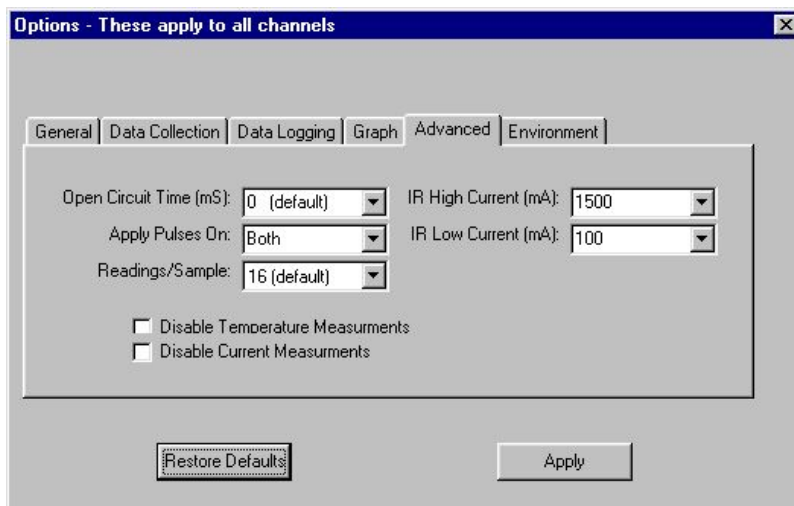 Options - These apply to all channels
General
Data Collection
Data Logging
Graph
Advanced
Environment
Open Circuit Time (mS):
0 (default)
IR High Current (mA):
1500
Apply Pulses On:
Both
IR Low Current (mA):
100
Readings/Sample:
16 (default)
Disable Temperature Measurments
Disable Current Measurments
Restore Defaults
Apply